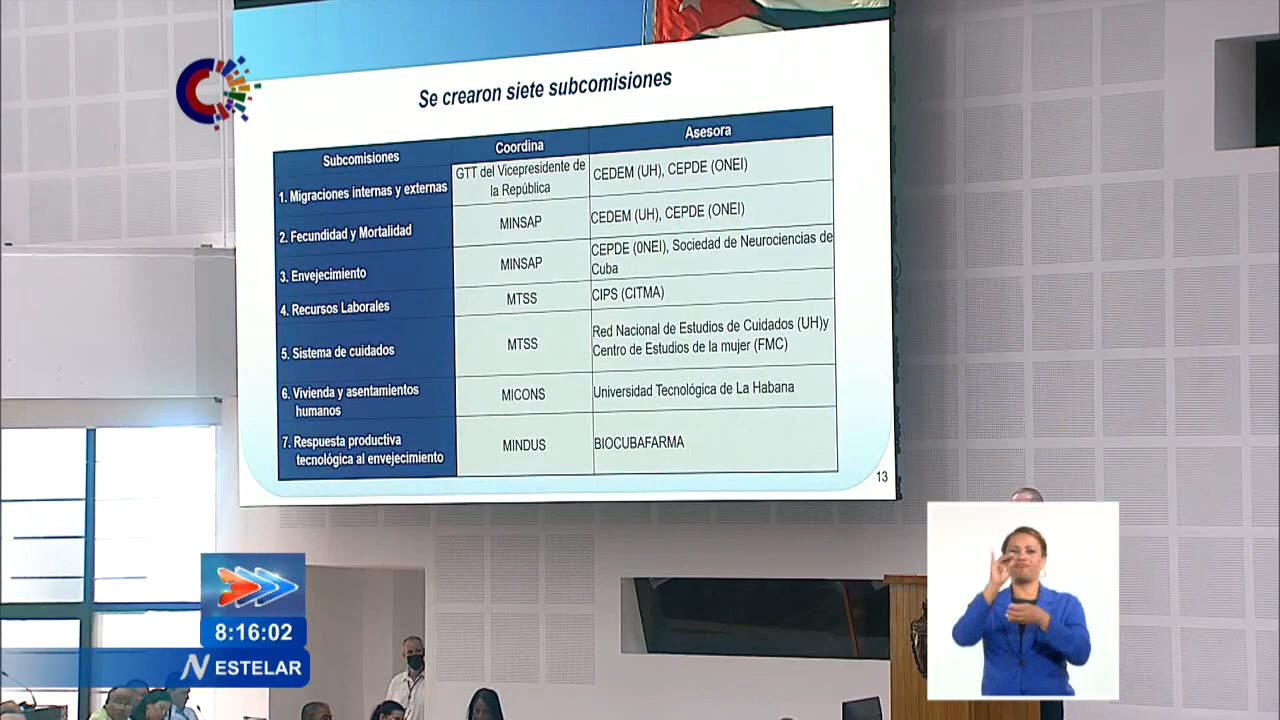 Se crearon siete subcomisiones
Subcomisiones
Coordina
Asesora
1. Migraciones internas y externas
GTT del Vicepresidente de
la República
CEDEM (UH), CEPDE (ONEI)
2. Fecundidad y Mortalidad
MINSAP
CEDEM (UH), CEPDE (ONEI)
3. Envejecimiento
MINSAP
CEPDE (0NEI), Sociedad de Neurociencias de
Cuba
4. Recursos Laborales
MTSS
CIPS (CITMA)
5. Sistema de cuidados
MTSS
Red Nacional de Estudios de Cuidados (UH)y
Centro de Estudios de la mujer (FMC)
6. Vivienda y asentamientos
humanos
MICONS
Universidad Tecnológica de La Habana
7. Respuesta productiva
tecnológica al envejecimiento
MINDUS
BIOCUBAFARMA
13
8:16:02
N ESTELAR